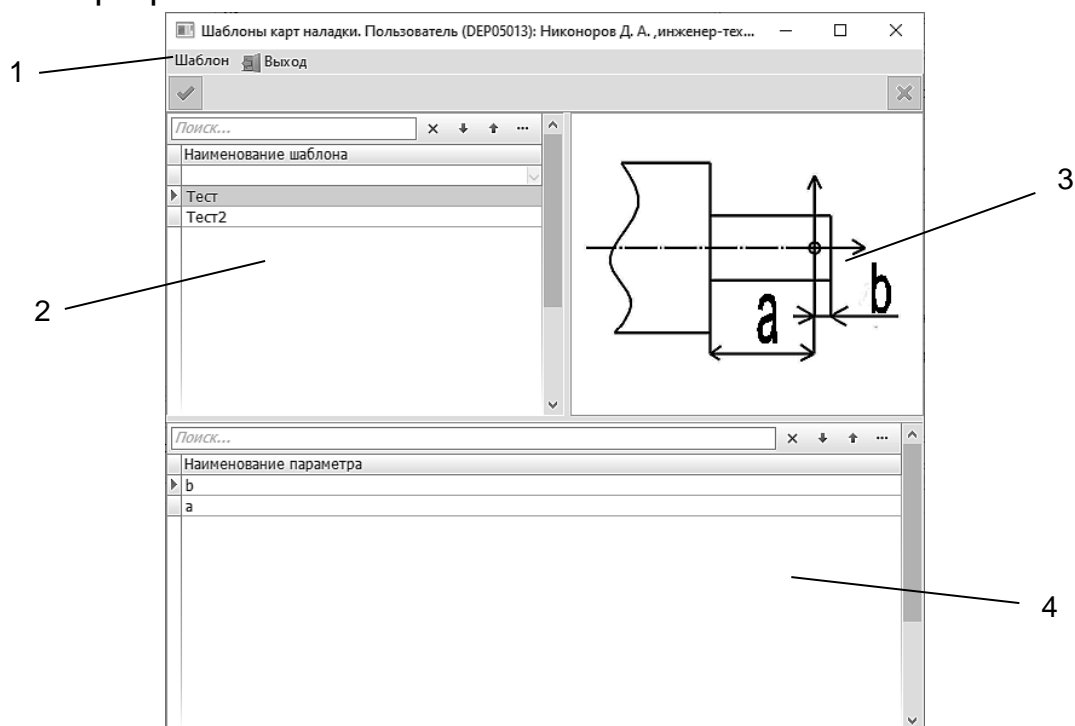 Шаблоны карт наладки. Пользователь (DEP05013): Никоноров Д. А. ,инженер-тех...
1
Шаблон Выход
Поиск...
Наименование шаблона
Тест
Тест2
2
3
a
b
Поиск...
Наименование параметра
b
a
4